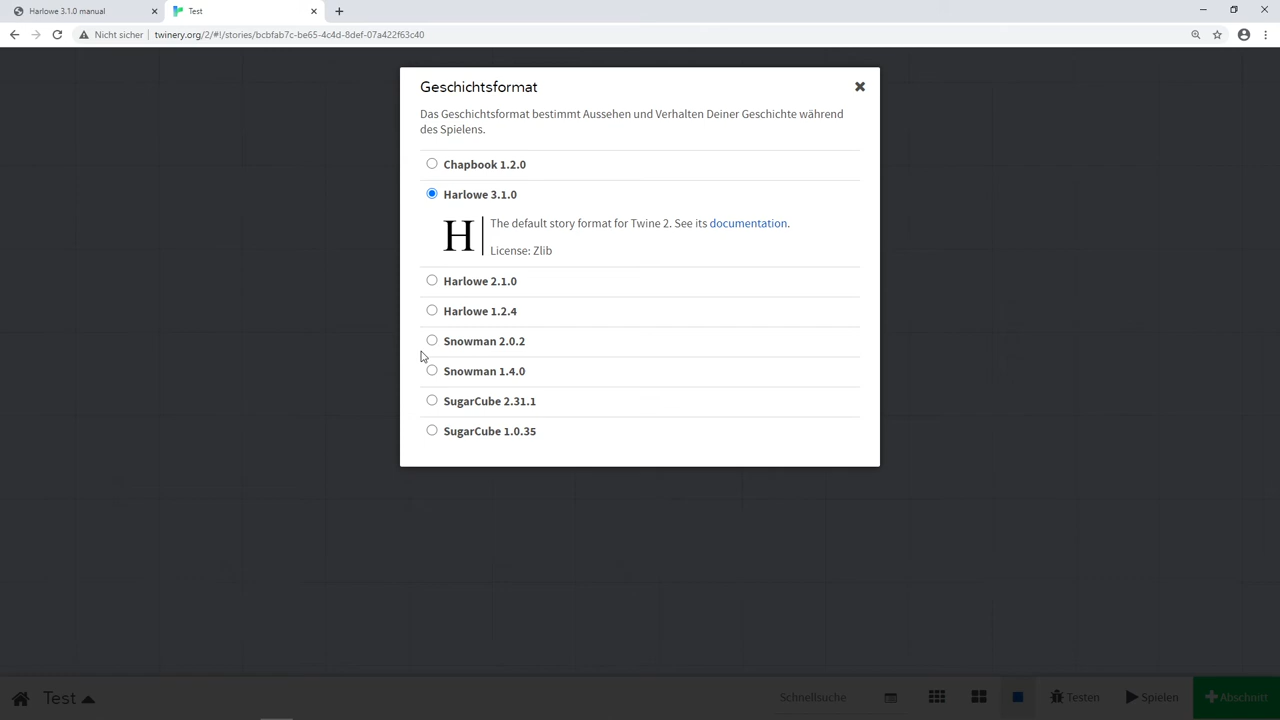 Harlowe 3.1.0 manual
Test
Nicht sicher
twinery.org/2/#!/stories/bcbfab7c-be65-4c4d-8def-07a422f63c40
Geschichtsformat
Das Geschichtsformat bestimmt Aussehen und Verhalten Deiner Geschichte während
des Spielens.
Chapbook 1.2.0
Harlowe 3.1.0
H
The default story format for Twine 2. See its documentation.
License: Zlib
Harlowe 2.1.0
Harlowe 1.2.4
Snowman 2.0.2
Snowman 1.4.0
SugarCube 2.31.1
SugarCube 1.0.35
Test
Schnellsuche
Testen
Spielen
Abschnitt